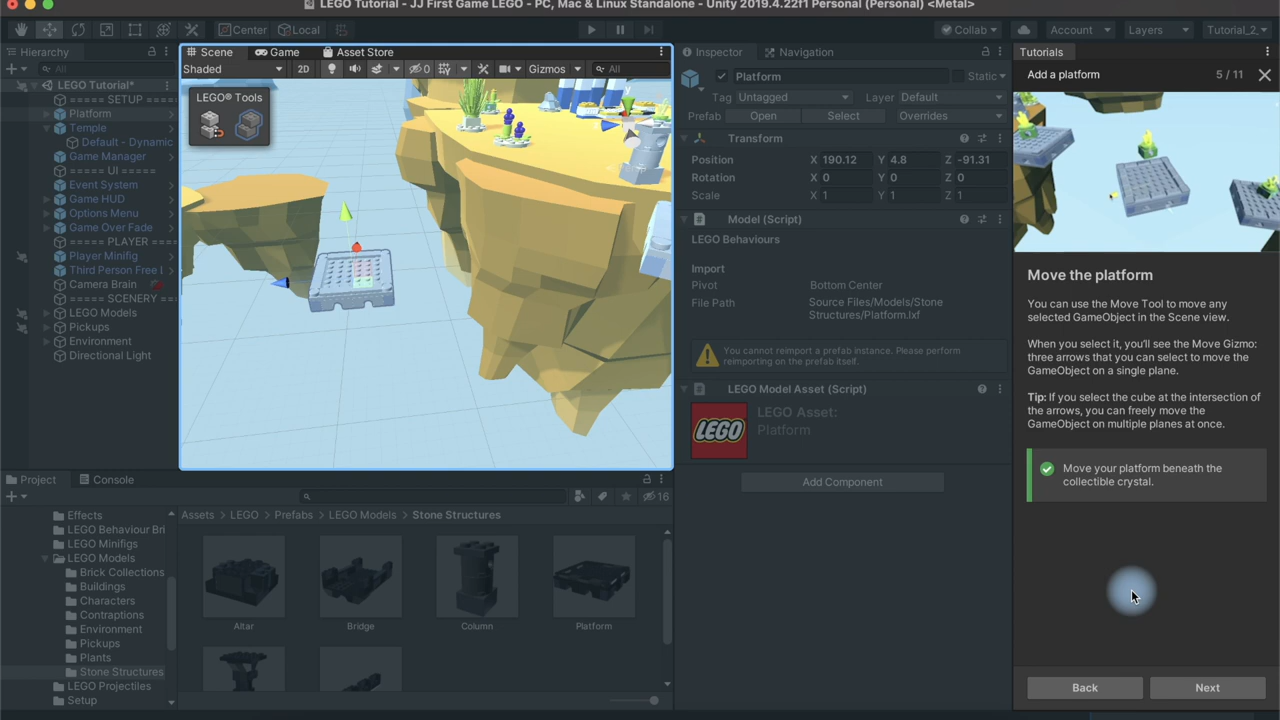 LEGO Tutorial - JJ First Game LEGO - PC, Mac & Linux Standalone - Unity 2019.4.22f1 Personal (Personal) <Metal>
Center Local Collab Account Layers Tutorial_2
Hierarchy
All
LEGO Tutorial*
===== SETUP =====
Platform
Temple
Default - Dynamic
Game Manager
===== UI =====
Event System
Game HUD
Options Menu
Game Over Fade
===== PLAYER ====
Player Minifig
Third Person Free L
Camera Brain
===== SCENERY ===
LEGO Models
Pickups
Environment
Directional Light
Scene Game Asset Store
Shaded 2D 0 Gizmos All
LEGO® Tools
Inspector Navigation
Platform Static
Tag Untagged Layer Default
Prefab Open Select Overrides
Transform
Position X 190.12 Y 4.8 Z -91.31
Rotation X 0 Y 0 Z 0
Scale X 1 Y 1 Z 1
Model (Script)
LEGO Behaviours
Import
Pivot Bottom Center
File Path Source Files/Models/Stone
Structures/Platform.lxf
You cannot reimport a prefab instance. Please perform
reimporting on the prefab itself.
LEGO Model Asset (Script)
LEGO
LEGO Asset:
Platform
Add Component
Tutorials
Add a platform 5 / 11
Move the platform
You can use the Move Tool to move any
selected GameObject in the Scene view.
When you select it, you'll see the Move Gizmo:
three arrows that you can select to move the
GameObject on a single plane.
Tip: If you select the cube at the intersection of
the arrows, you can freely move the
GameObject on multiple planes at once.
Move your platform beneath the
collectible crystal.
Back Next
Project Console
16
Effects
LEGO Behaviour Bri
LEGO Minifigs
LEGO Models
Brick Collections
Buildings
Characters
Contraptions
Environment
Pickups
Plants
Stone Structures
LEGO Projectiles
Setup
Assets > LEGO > Prefabs > LEGO Models > Stone Structures
Altar Bridge Column Platform